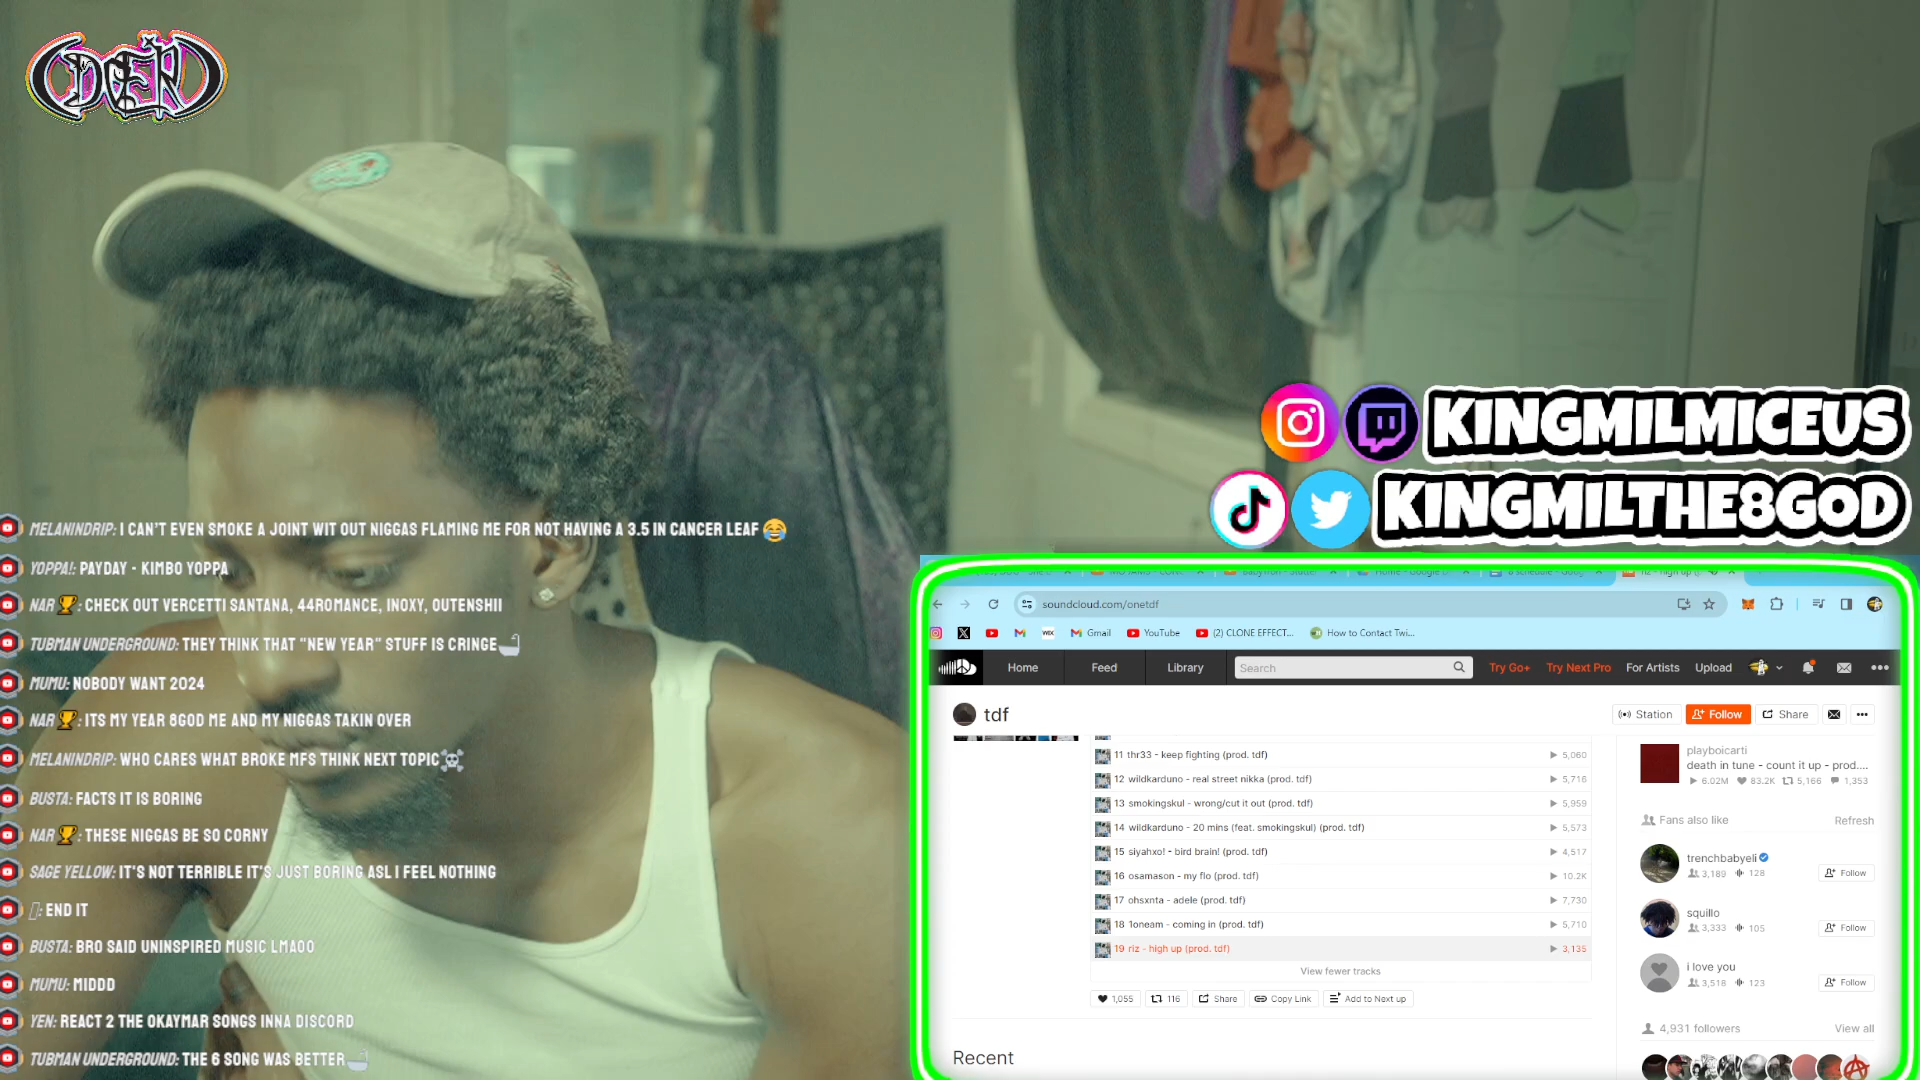 DCER
MELANINDRIP: I CAN'T EVEN SMOKE A JOINT WIT OUT NIGGAS FLAMING ME FOR NOT HAVING A 3.5 IN CANCER LEAF 😂
YOPPA!: PAYDAY - KIMBO YOPPA
NAR🏆: CHECK OUT VERCETTI SANTANA, 44ROMANCE, INOXY, OUTENSHII
TUBMAN UNDERGROUND: THEY THINK THAT "NEW YEAR" STUFF IS CRINGE🛁
MUMU: NOBODY WANT 2024
NAR🏆: ITS MY YEAR 8GOD ME AND MY NIGGAS TAKIN OVER
MELANINDRIP: WHO CARES WHAT BROKE MFS THINK NEXT TOPIC☠️
BUSTA: FACTS IT IS BORING
NAR🏆: THESE NIGGAS BE SO CORNY
SAGE YELLOW: IT'S NOT TERRIBLE IT'S JUST BORING ASL I FEEL NOTHING
: END IT
BUSTA: BRO SAID UNINSPIRED MUSIC LMAOO
MUMU: MIDDD
YEN: REACT 2 THE OKAYMAR SONGS INNA DISCORD
TUBMAN UNDERGROUND: THE 6 SONG WAS BETTER🛁
KINGMILMICEUS
KINGMILTHE8GOD
soundcloud.com/onetdf
WIX
Gmail
YouTube
(2) CLONE EFFECT...
How to Contact Twi...
Home
Feed
Library
Search
Try Go+
Try Next Pro
For Artists
Upload
tdf
Station
Follow
Share
11 thr33 - keep fighting (prod. tdf) 5,060
12 wildkarduno - real street nikka (prod. tdf) 5,716
13 smokingskul - wrong/cut it out (prod. tdf) 5,959
14 wildkarduno - 20 mins (feat. smokingskul) (prod. tdf) 5,573
15 siyahxo! - bird brain! (prod. tdf) 4,517
16 osamason - my flo (prod. tdf) 10.2K
17 ohsxnta - adele (prod. tdf) 7,730
18 1oneam - coming in (prod. tdf) 5,710
19 riz - high up (prod. tdf) 3,135
View fewer tracks
1,055
116
Share
Copy Link
Add to Next up
Recent
playboicarti
death in tune - count it up - prod....
6.02M 83.2K 5,166 1,353
Fans also like
Refresh
trenchbabyeli
3,189 128
Follow
squillo
3,333 105
Follow
i love you
3,518 123
Follow
4,931 followers
View all